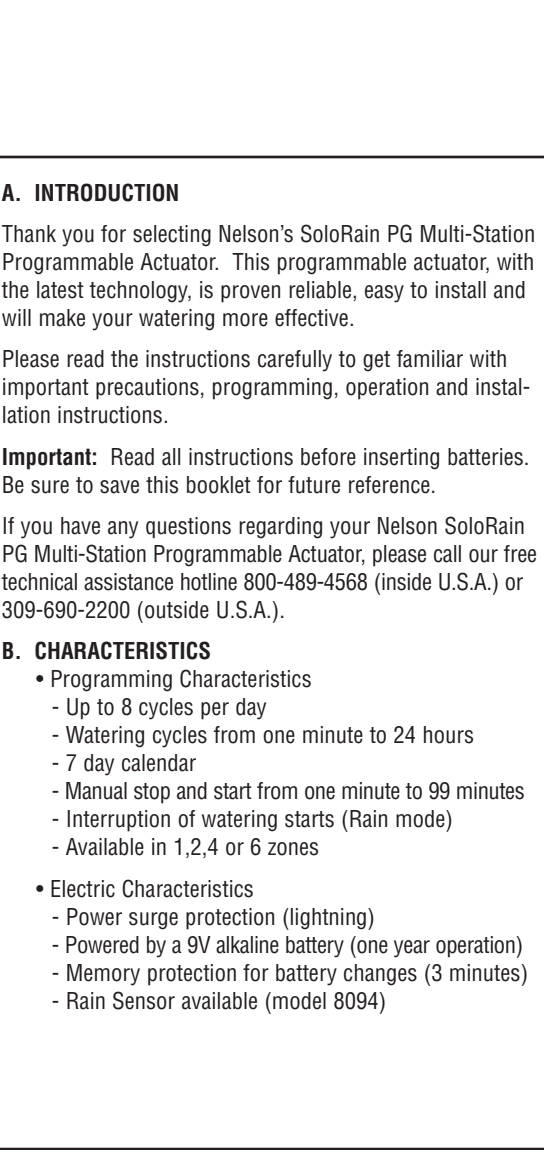 A. INTRODUCTION
Thank you for selecting Nelson’s SoloRain PG Multi-Station
Programmable Actuator. This programmable actuator, with
the latest technology, is proven reliable, easy to install and
will make your watering more effective.
Please read the instructions carefully to get familiar with
important precautions, programming, operation and instal-
lation instructions.
Important: Read all instructions before inserting batteries.
Be sure to save this booklet for future reference.
If you have any questions regarding your Nelson SoloRain
PG Multi-Station Programmable Actuator, please call our free
technical assistance hotline 800-489-4568 (inside U.S.A.) or
309-690-2200 (outside U.S.A.).
B. CHARACTERISTICS
• Programming Characteristics
- Up to 8 cycles per day
- Watering cycles from one minute to 24 hours
- 7 day calendar
- Manual stop and start from one minute to 99 minutes
- Interruption of watering starts (Rain mode)
- Available in 1,2,4 or 6 zones
• Electric Characteristics
- Power surge protection (lightning)
- Powered by a 9V alkaline battery (one year operation)
- Memory protection for battery changes (3 minutes)
- Rain Sensor available (model 8094)